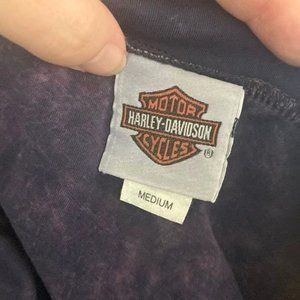 MOTOR
HARLEY-DAVIDSON
CYCLES
®
MEDIUM